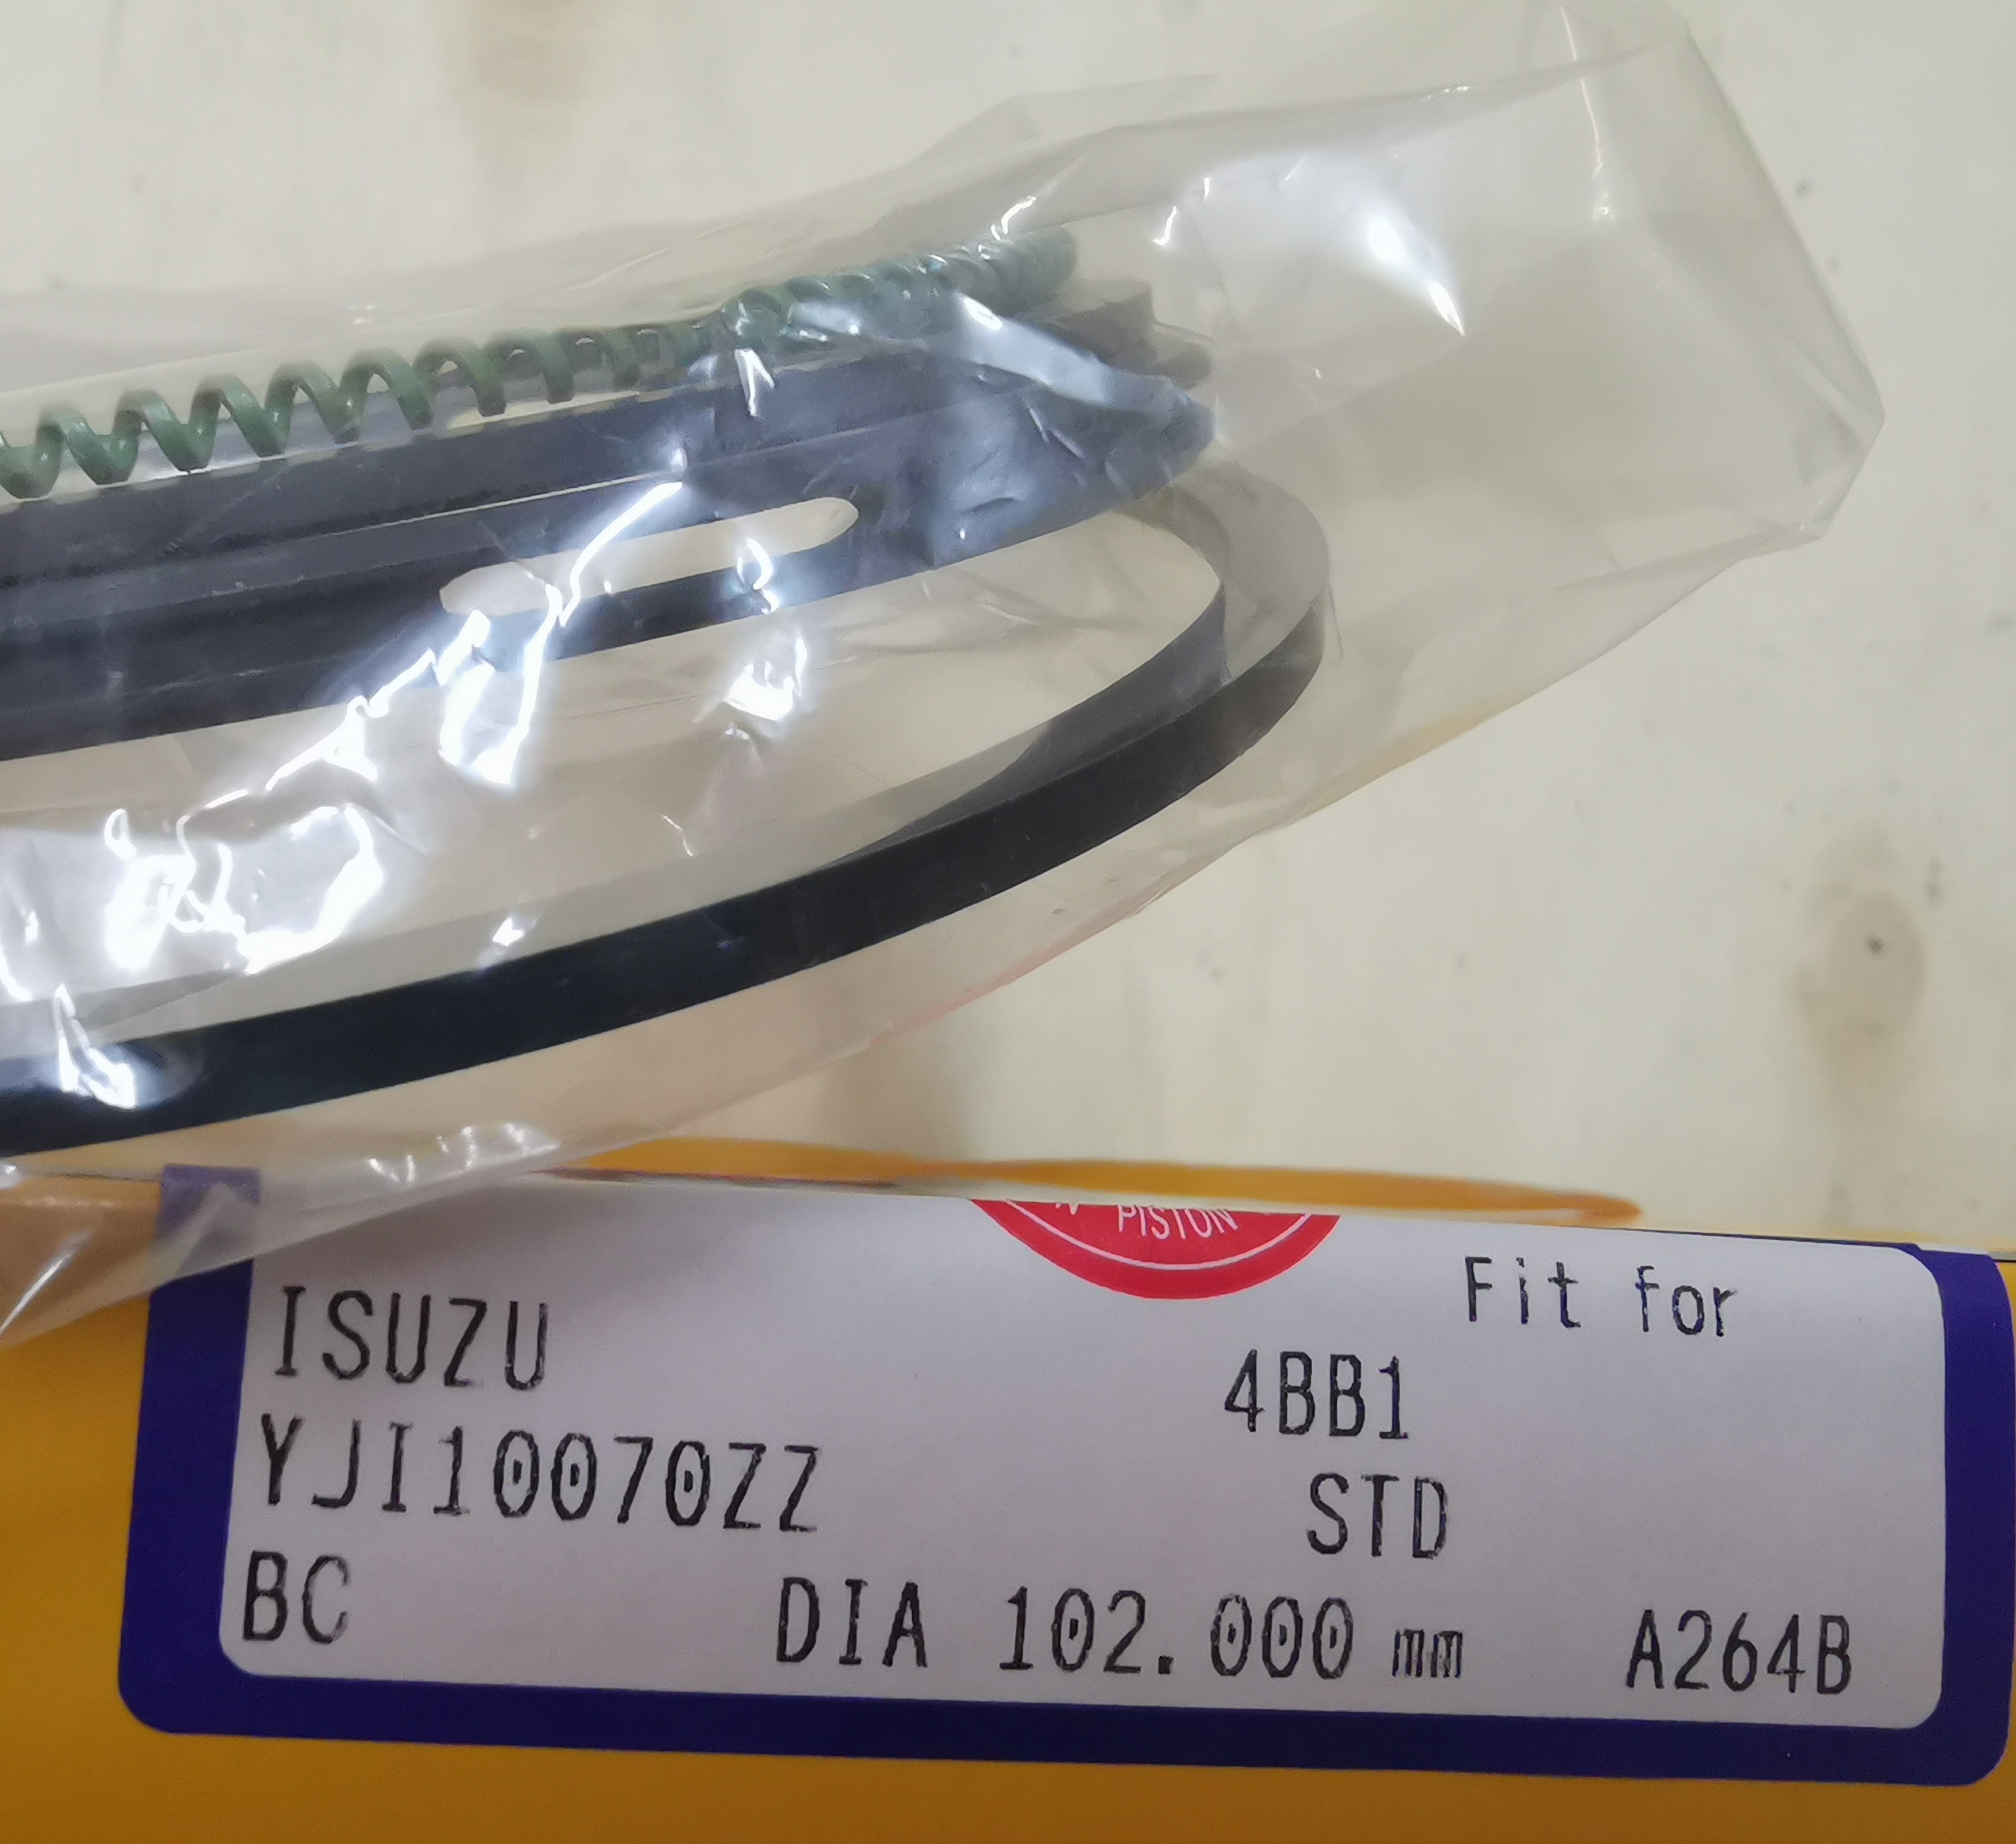 PISTON
Fit for
ISUZU 4BB1
YJI10070ZZ STD
BC DIA 102.000 mm A264B